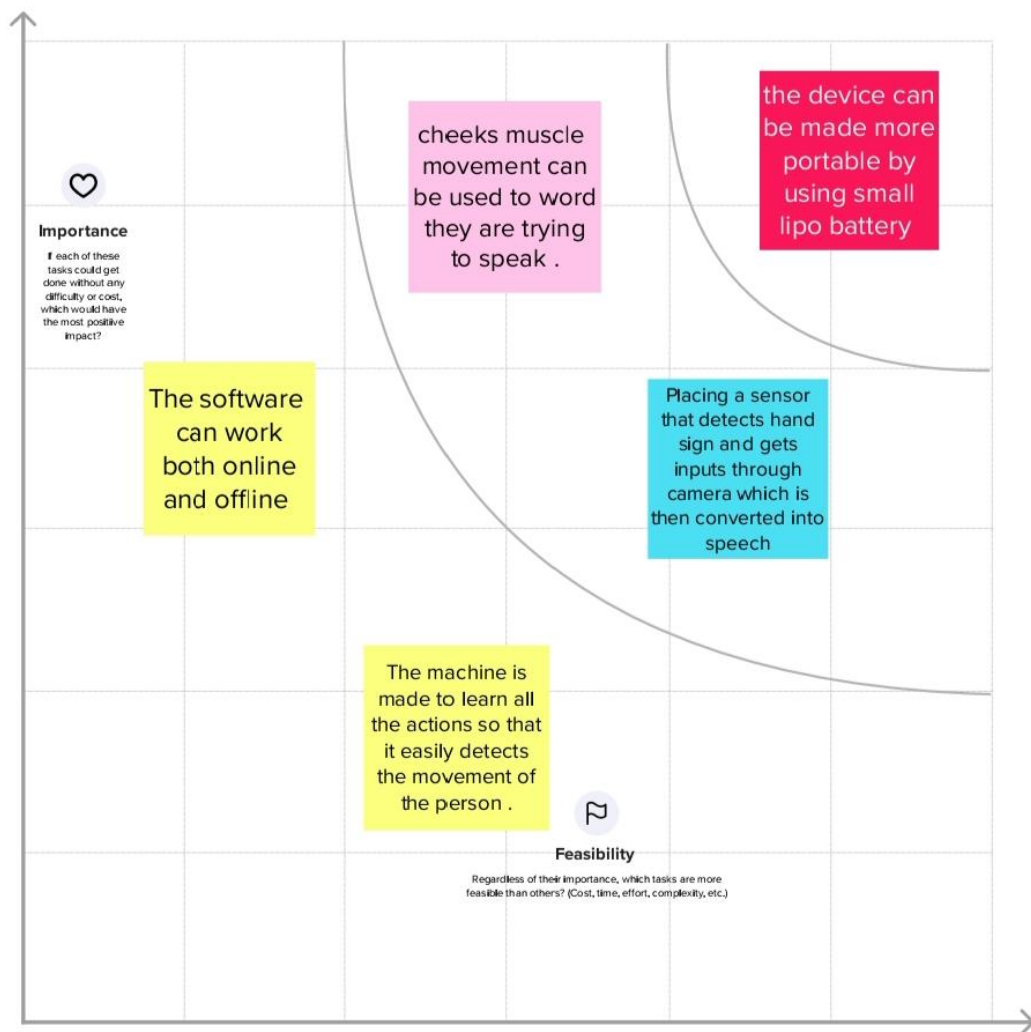 Importance
If each of these
tasks could get
done without any
difficulty or cost,
which would have
the most positive
impact?
cheeks muscle
movement can
be used to word
they are trying
to speak .
the device can
be made more
portable by
using small
lipo battery
The software
can work
both online
and offline
Placing a sensor
that detects hand
sign and gets
inputs through
camera which is
then converted into
speech
The machine is
made to learn all
the actions so that
it easily detects
the movement of
the person .
Feasibility
Regardless of their importance, which tasks are more
feasible than others? (Cost, time, effort, complexity, etc.)